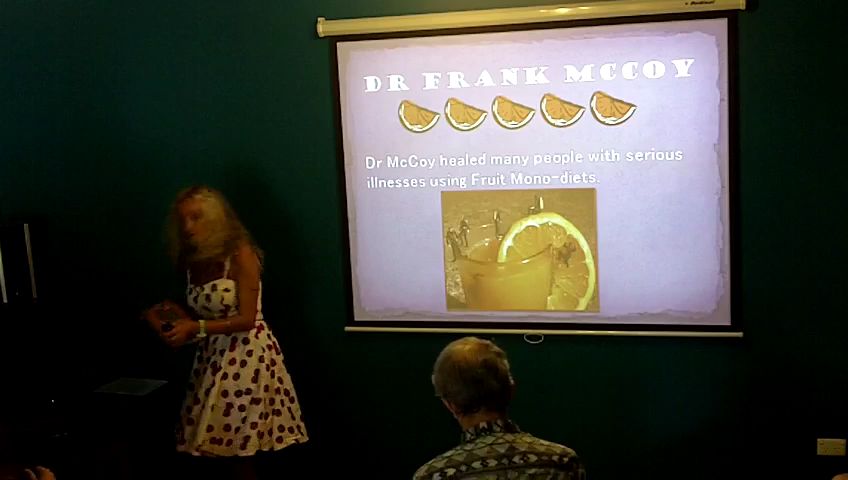 DR FRANK MCCOY
Dr McCoy healed many people with serious
illnesses using Fruit Mono-diets.